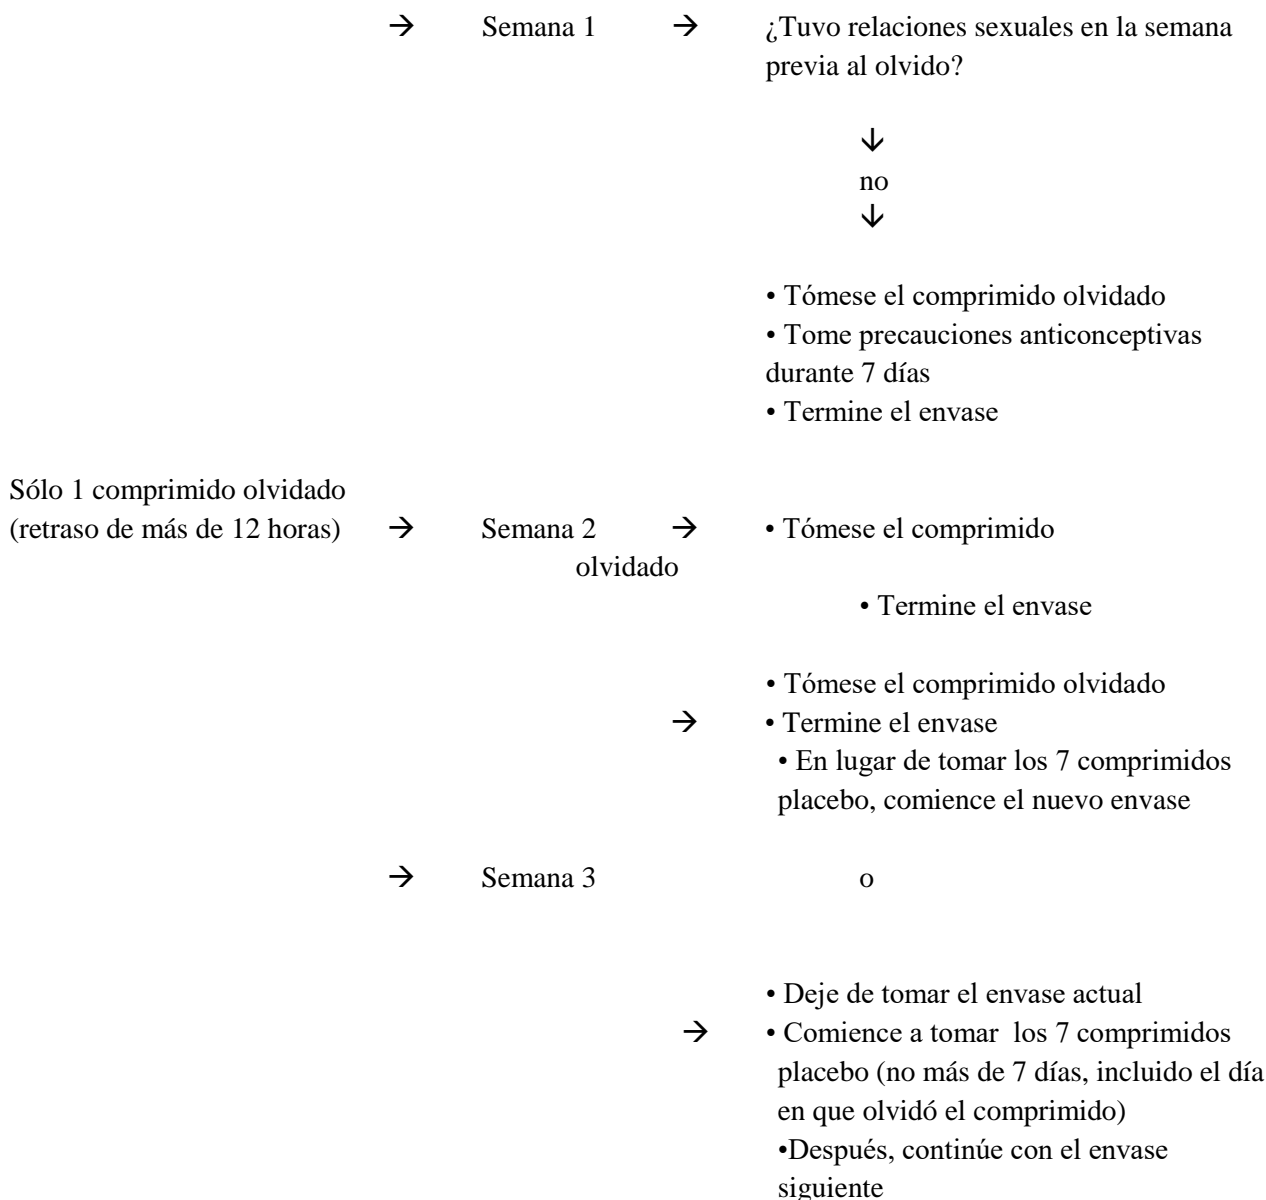 → Semana 1 → ¿Tuvo relaciones sexuales en la semana
previa al olvido?
↓
no
↓
• Tómese el comprimido olvidado
• Tome precauciones anticonceptivas
durante 7 días
• Termine el envase
Sólo 1 comprimido olvidado
(retraso de más de 12 horas) → Semana 2 → • Tómese el comprimido
olvidado
• Termine el envase
• Tómese el comprimido olvidado
→ • Termine el envase
• En lugar de tomar los 7 comprimidos
placebo, comience el nuevo envase
→ Semana 3 o
• Deje de tomar el envase actual
→ • Comience a tomar los 7 comprimidos
placebo (no más de 7 días, incluido el día
en que olvidó el comprimido)
•Después, continúe con el envase
siguiente